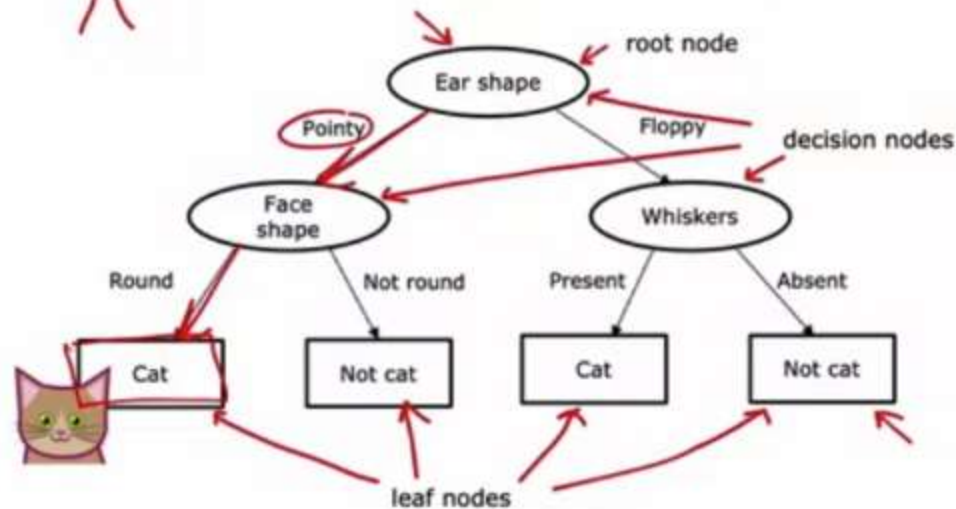 root node
Ear shape
Pointy
Floppy
decision nodes
Face
shape
Whiskers
Round
Not round
Present
Absent
Cat
Not cat
Cat
Not cat
leaf nodes